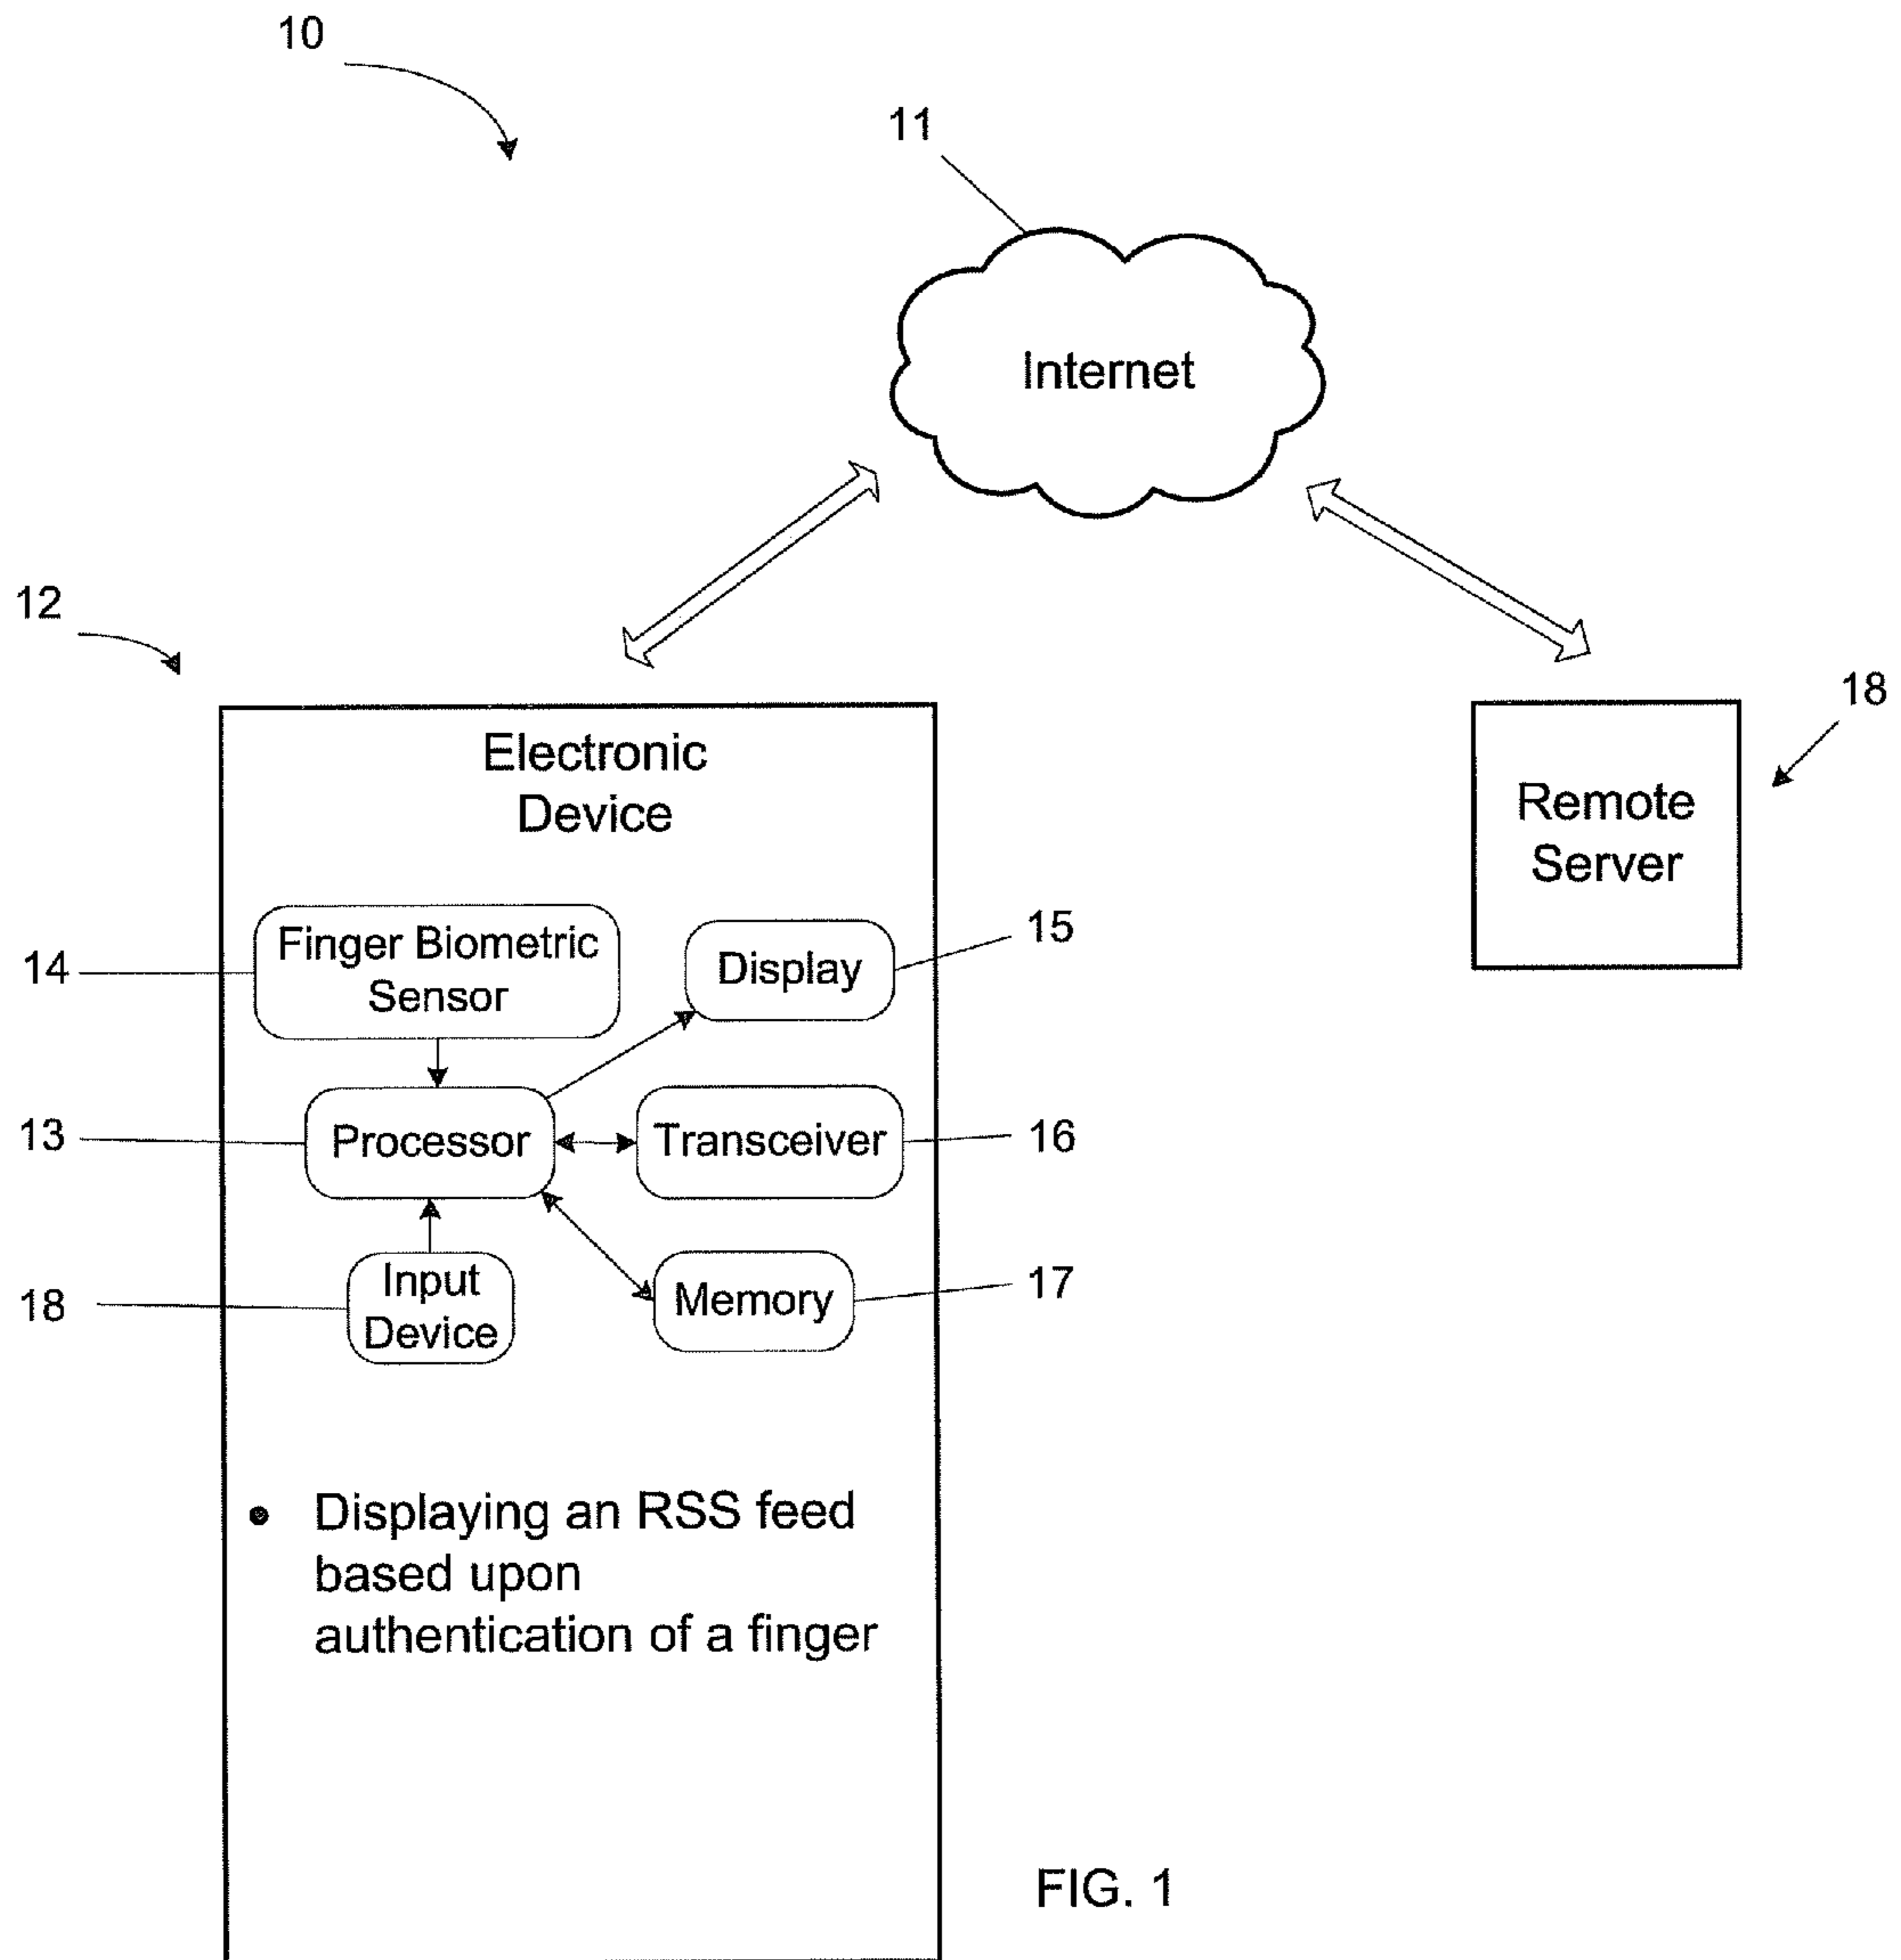 10
11
Internet
12
18
Electronic
Device
Remote
Server
Finger Biometric
Sensor
14
Display
15
13
Processor
Transceiver
16
18
Input
Device
Memory
17
• Displaying an RSS feed
based upon
authentication of a finger
FIG. 1